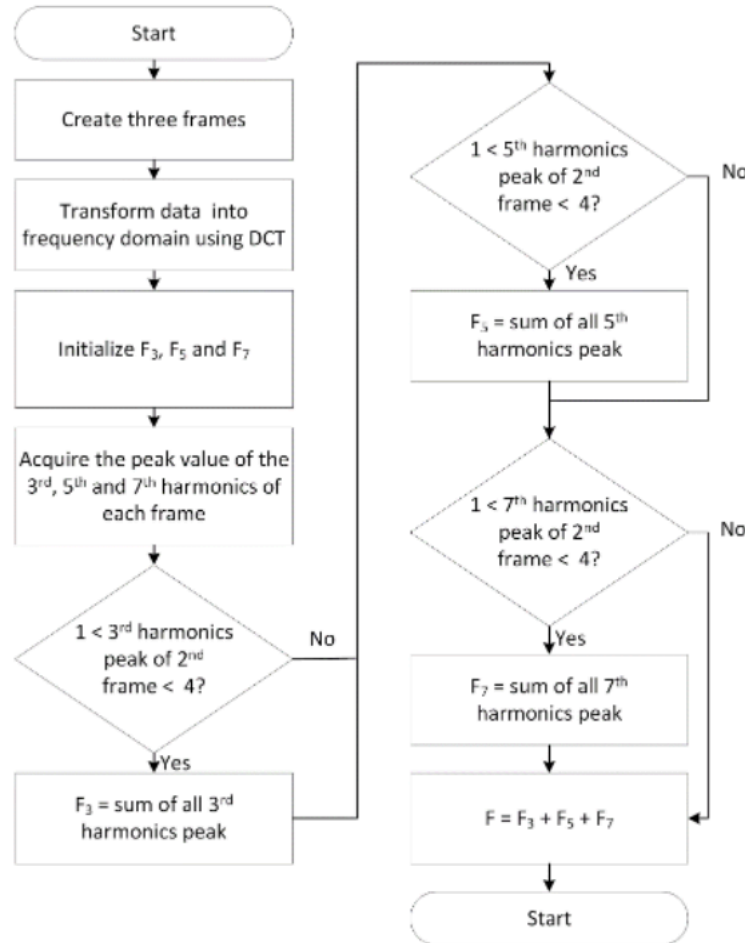 Start
Create three frames
Transform data into
frequency domain using DCT
Initialize F₃, F₅ and F₇
Acquire the peak value of the
3ʳᵈ, 5ᵗʰ and 7ᵗʰ harmonics of
each frame
1 < 3ʳᵈ harmonics
peak of 2ⁿᵈ
frame < 4?
No
Yes
F₃ = sum of all 3ʳᵈ
harmonics peak
1 < 5ᵗʰ harmonics
peak of 2ⁿᵈ
frame < 4?
No
Yes
F₅ = sum of all 5ᵗʰ
harmonics peak
1 < 7ᵗʰ harmonics
peak of 2ⁿᵈ
frame < 4?
No
Yes
F₇ = sum of all 7ᵗʰ
harmonics peak
F = F₃ + F₅ + F₇
Start